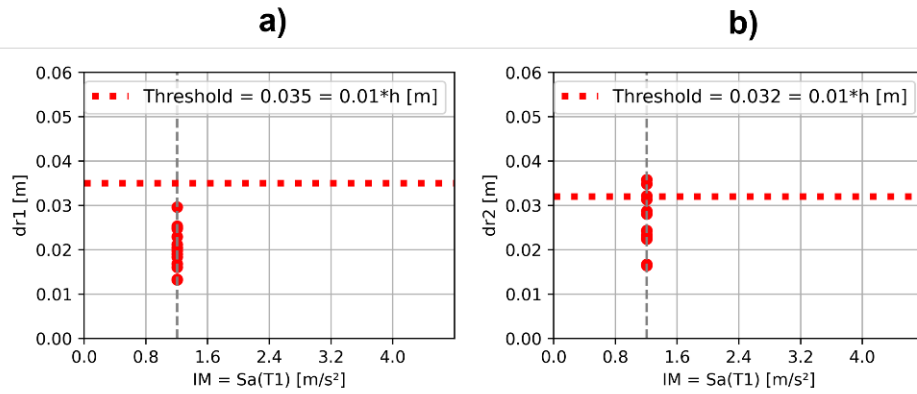 a)
b)
0.06
0.05
0.04
0.03
0.02
0.01
0.00
dr1 [m]
Threshold = 0.035 = 0.01*h [m]
0.0 0.8 1.6 2.4 3.2 4.0
IM = Sa(T1) [m/s²]
0.06
0.05
0.04
0.03
0.02
0.01
0.00
dr2 [m]
Threshold = 0.032 = 0.01*h [m]
0.0 0.8 1.6 2.4 3.2 4.0
IM = Sa(T1) [m/s²]